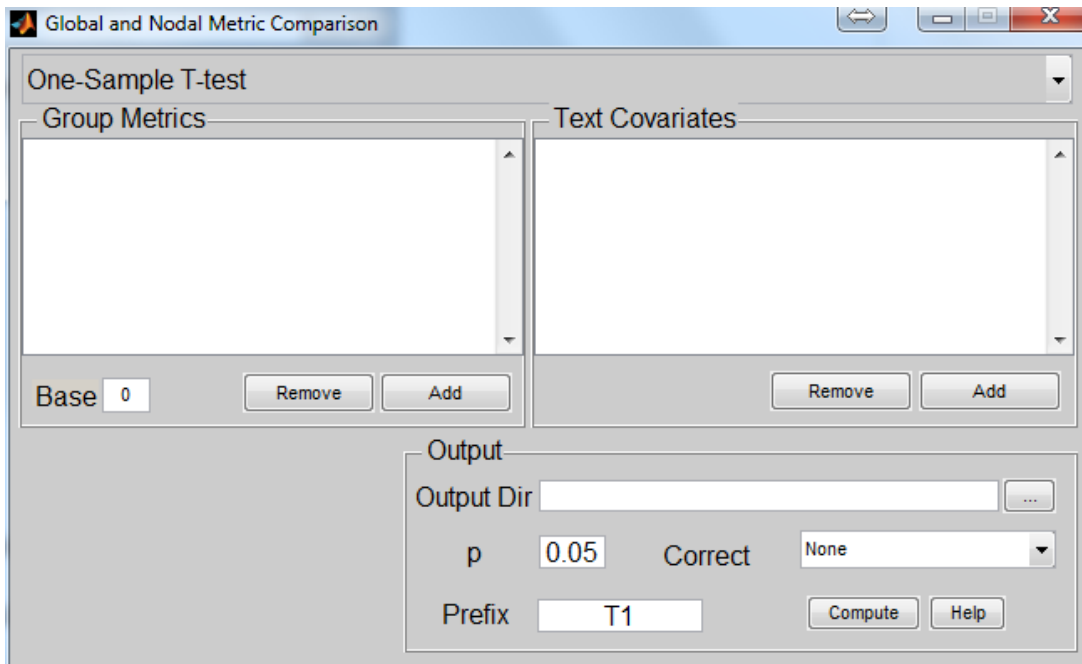 Global and Nodal Metric Comparison
One-Sample T-test
Group Metrics
Text Covariates
Base 0 Remove Add
Remove Add
Output
Output Dir ...
p 0.05 Correct None
Prefix T1 Compute Help